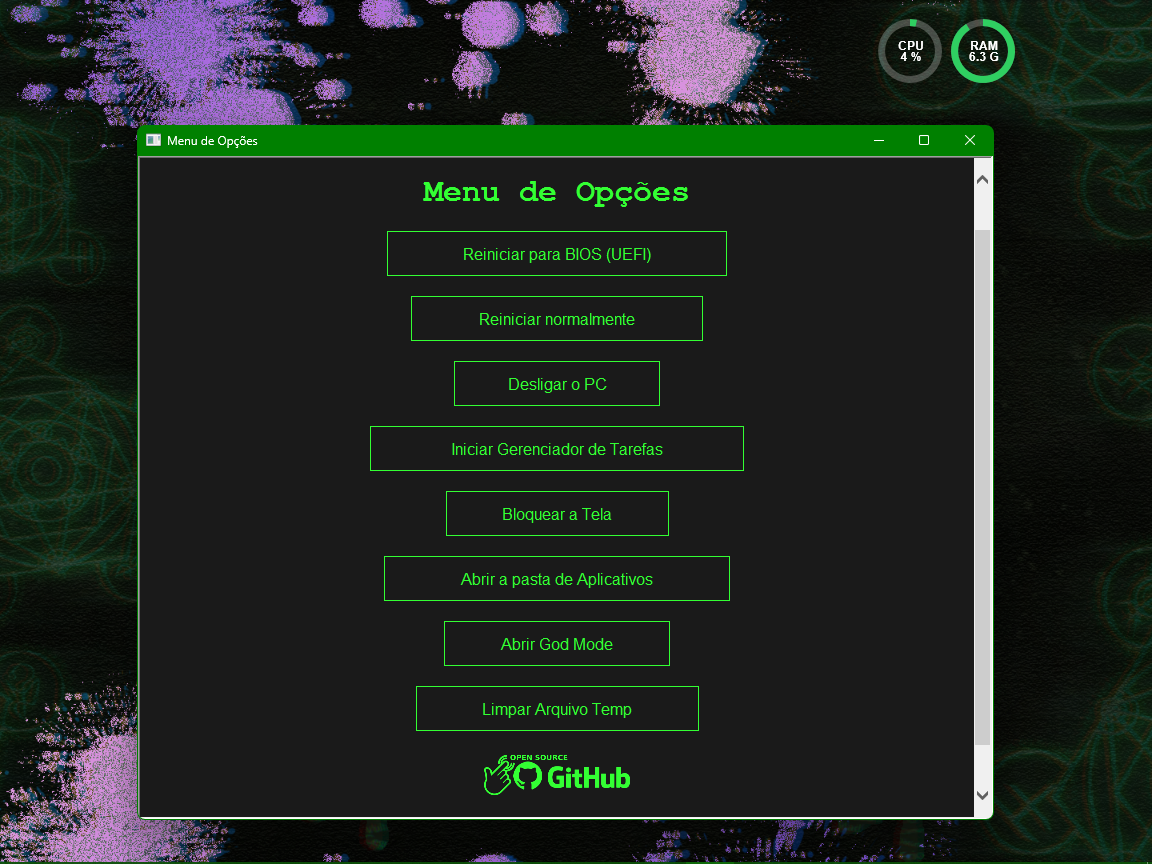 CPU
4 %
RAM
6.3 G
Menu de Opções
Menu de Opções
Reiniciar para BIOS (UEFI)
Reiniciar normalmente
Desligar o PC
Iniciar Gerenciador de Tarefas
Bloquear a Tela
Abrir a pasta de Aplicativos
Abrir God Mode
Limpar Arquivo Temp
OPEN SOURCE
GitHub